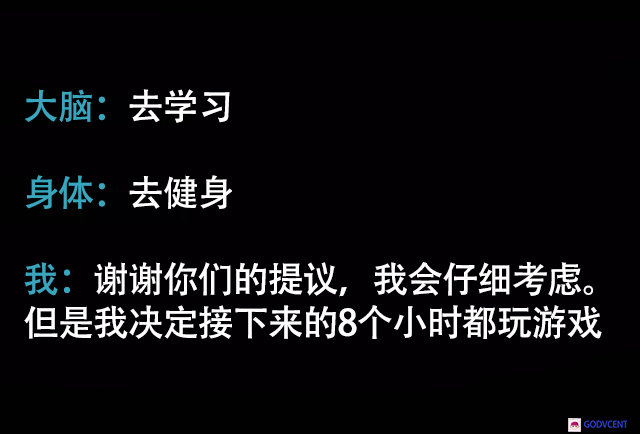 大脑：去学习
身体：去健身
我：谢谢你们的提议，我会仔细考虑。
但是我决定接下来的8个小时都玩游戏
GODVCENT